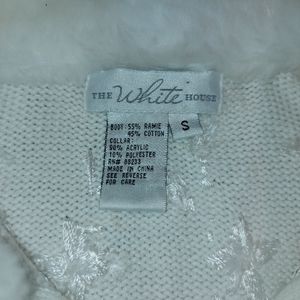 THE White HOUSE
S
BODY: 55% RAMIE
45% COTTON
COLLAR:
90% ACRYLIC
10% POLYESTER
RN# 88233
MADE IN CHINA
SEE REVERSE
FOR CARE